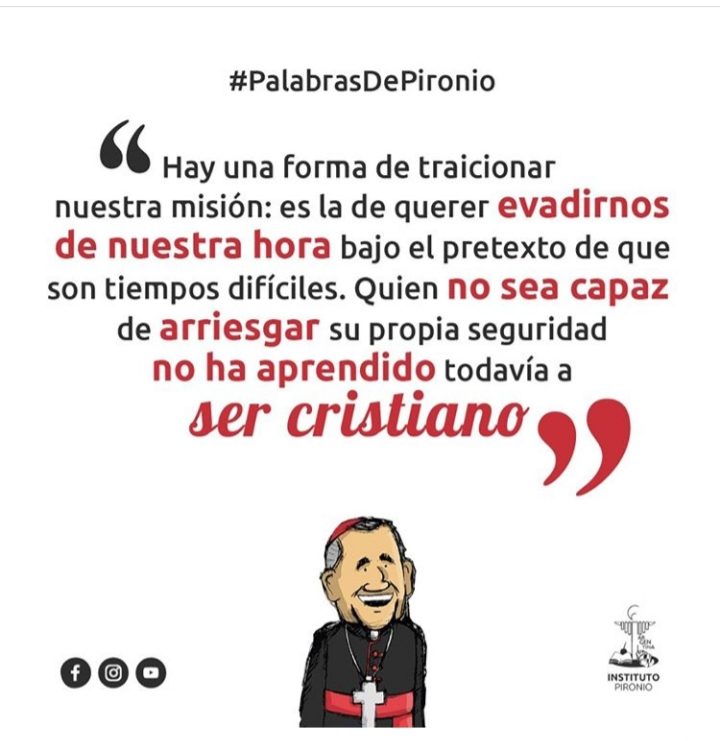 #PalabrasDePironio
“ Hay una forma de traicionar
nuestra misión: es la de querer evadirnos
de nuestra hora bajo el pretexto de que
son tiempos difíciles. Quien no sea capaz
de arriesgar su propia seguridad
no ha aprendido todavía a
ser cristiano ”
INSTITUTO
PIRONIO